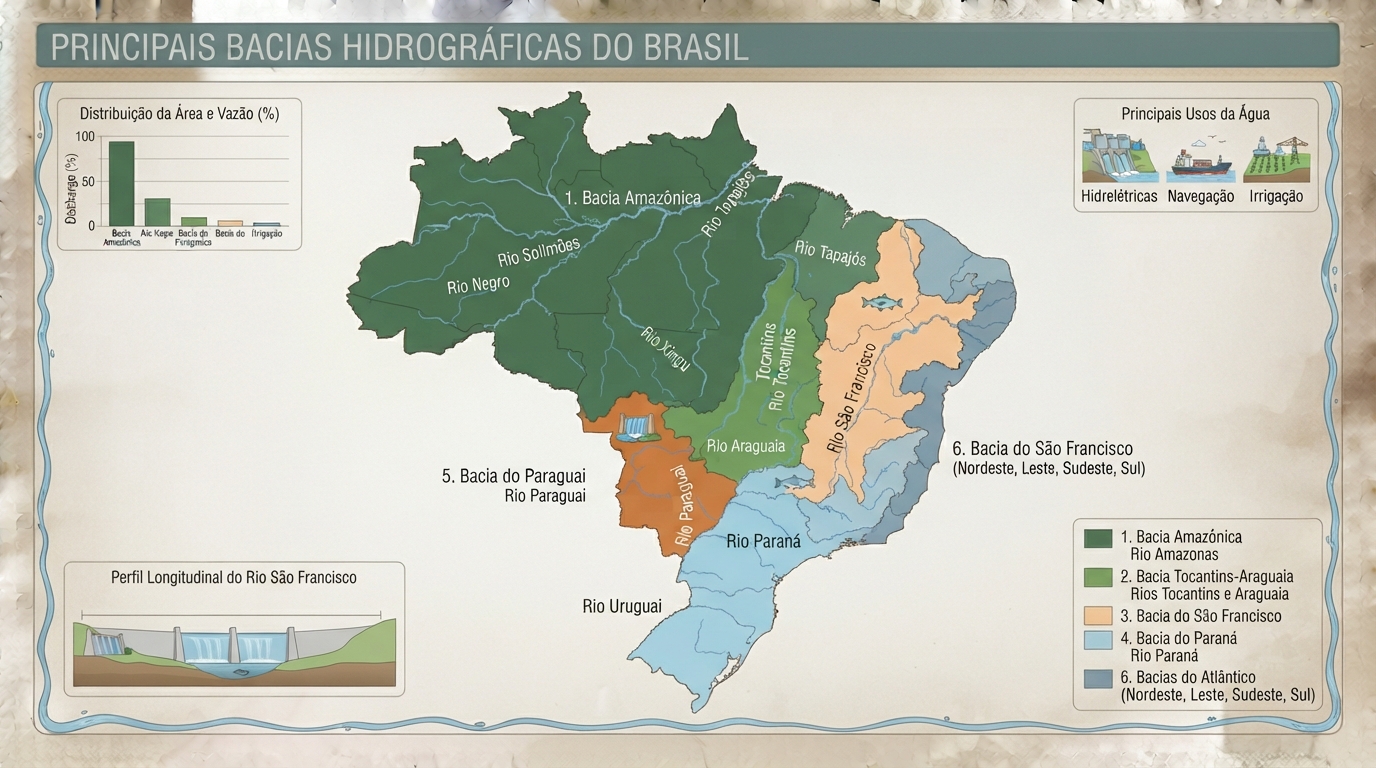 PRINCIPAIS BACIAS HIDROGRÁFICAS DO BRASIL
Distribuição da Área e Vazão (%)
100
50
0
Irrigação
Principais Usos da Água
Hidrelétricas
Navegação
Irrigação
1. Bacia Amazônica
Rio Tapajós
Rio Solimões
Rio Negro
Rio Xingu
Rio Tapajós
Tocantins
Rio Tocantins
Rio Araguaia
Rio São Francisco
Rio Paraguai
Rio Paraná
Rio Uruguai
5. Bacia do Paraguai
Rio Paraguai
6. Bacia do São Francisco
(Nordeste, Leste, Sudeste, Sul)
Perfil Longitudinal do Rio São Francisco
1. Bacia Amazónica
Rio Amazonas
2. Bacia Tocantins-Araguaia
Rios Tocantins e Araguaia
3. Bacia do São Francisco
4. Bacia do Paraná
Rio Paraná
6. Bacias do Atlântico
(Nordeste, Leste, Sudeste, Sul)